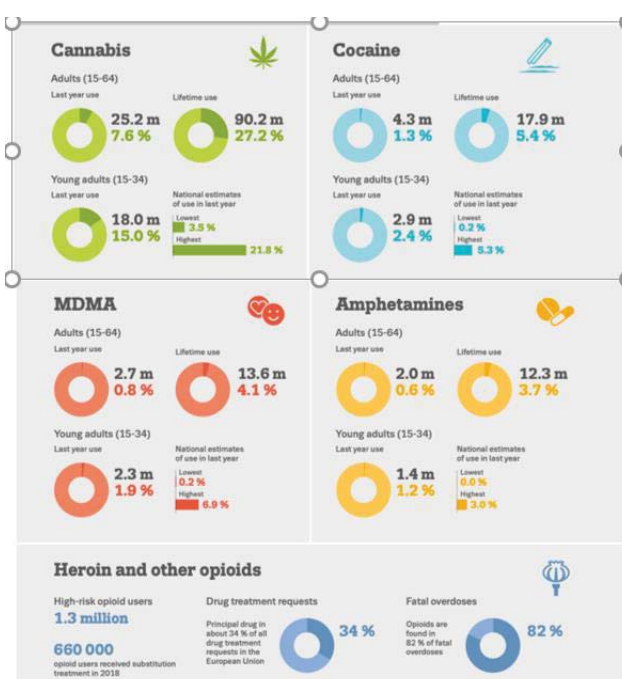 Cannabis
Adults (15-64)
Last year use
25.2 m
7.6 %
Lifetime use
90.2 m
27.2 %
Young adults (15-34)
Last year use
18.0 m
15.0 %
National estimates
of use in last year
Lowest
3.5 %
Highest
21.8 %
Cocaine
Adults (15-64)
Last year use
4.3 m
1.3 %
Lifetime use
17.9 m
5.4 %
Young adults (15-34)
Last year use
2.9 m
2.4 %
National estimates
of use in last year
Lowest
0.2 %
Highest
5.3 %
MDMA
Adults (15-64)
Last year use
2.7 m
0.8 %
Lifetime use
13.6 m
4.1 %
Young adults (15-34)
Last year use
2.3 m
1.9 %
National estimates
of use in last year
Lowest
0.2 %
Highest
6.9 %
Amphetamines
Adults (15-64)
Last year use
2.0 m
0.6 %
Lifetime use
12.3 m
3.7 %
Young adults (15-34)
Last year use
1.4 m
1.2 %
National estimates
of use in last year
Lowest
0.0 %
Highest
3.0 %
Heroin and other opioids
High-risk opioid users
1.3 million
660 000
opioid users received substitution
treatment in 2018
Drug treatment requests
Principal drug in
about 34 % of all
drug treatment
requests in the
European Union
34 %
Fatal overdoses
Opioids are
found in
82 % of fatal
overdoses
82 %